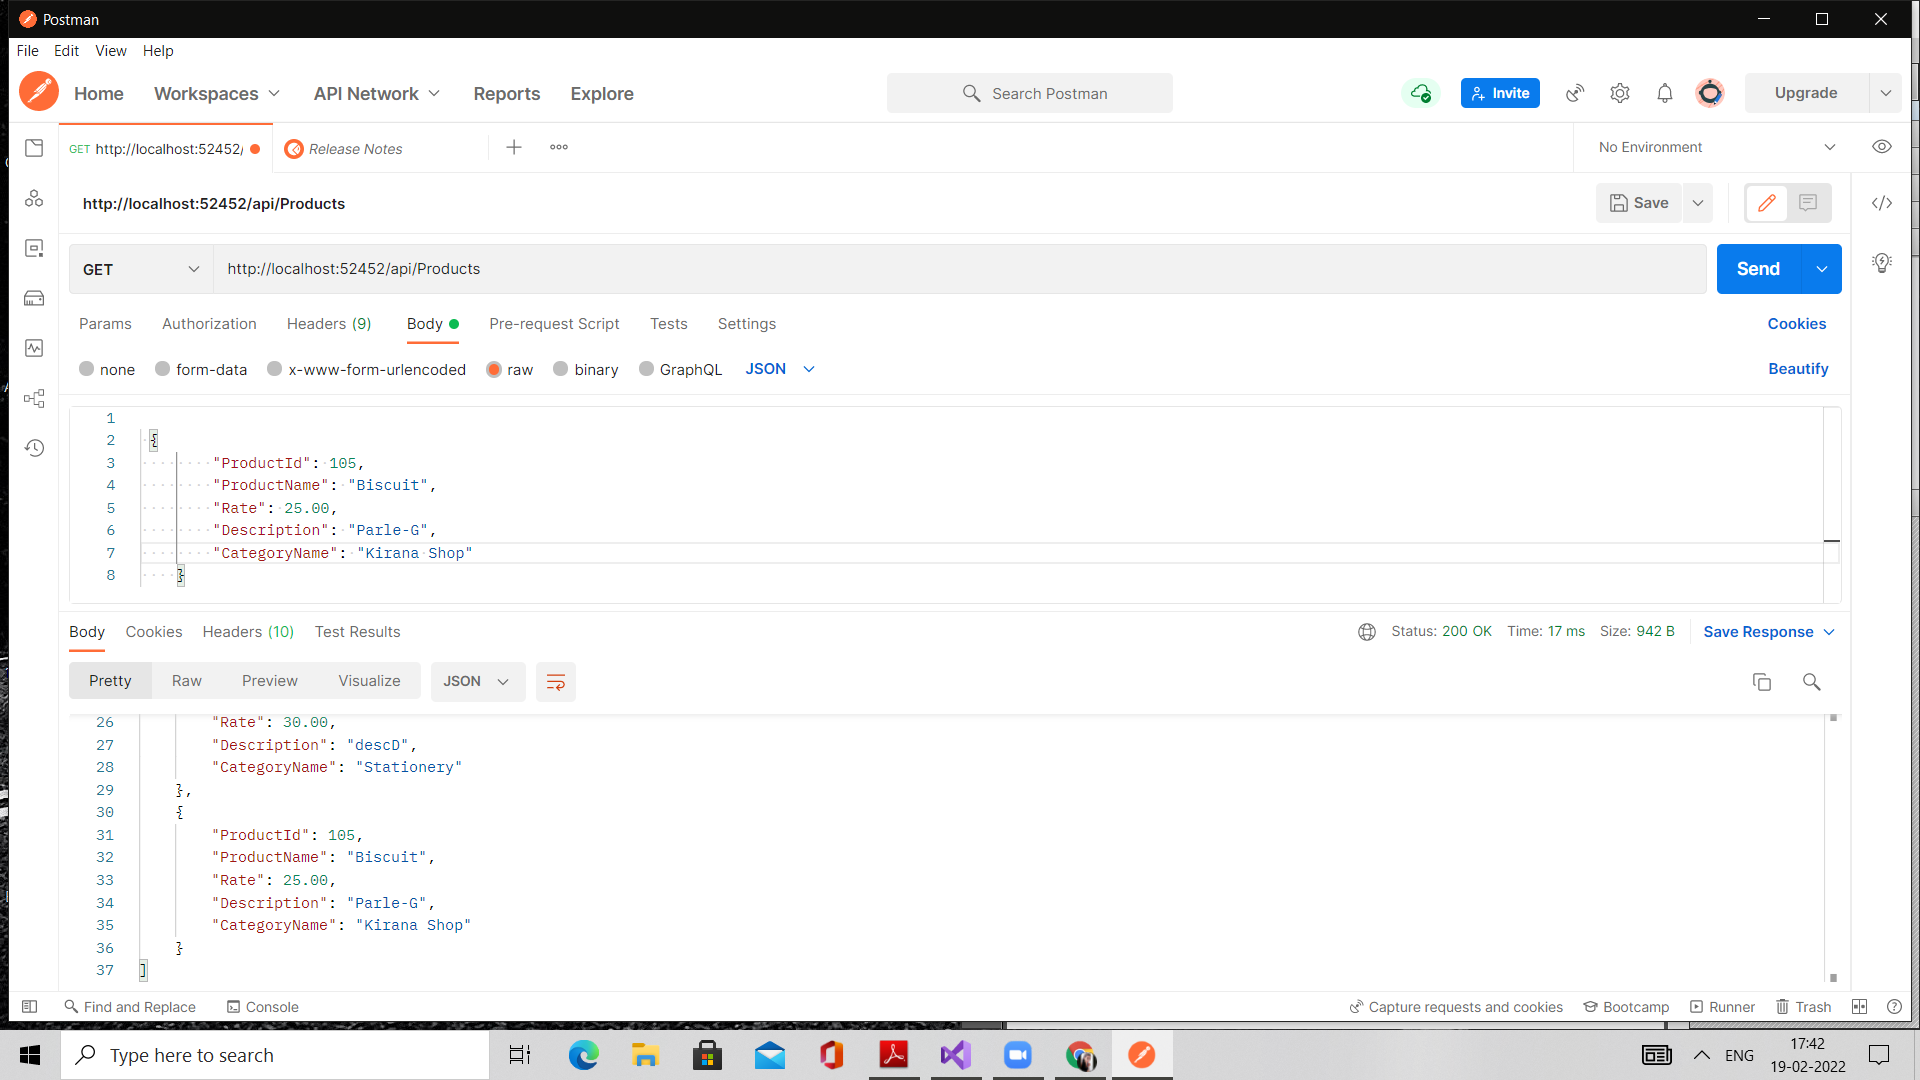 Postman
File Edit View Help
Home Workspaces API Network Reports Explore Search Postman Invite Upgrade
GET http://localhost:52452/ Release Notes No Environment
http://localhost:52452/api/Products Save
GET http://localhost:52452/api/Products Send
Params Authorization Headers (9) Body Pre-request Script Tests Settings Cookies
none form-data x-www-form-urlencoded raw binary GraphQL JSON Beautify
1
2 {
3 "ProductId": 105,
4 "ProductName": "Biscuit",
5 "Rate": 25.00,
6 "Description": "Parle-G",
7 "CategoryName": "Kirana Shop"
8 }
Body Cookies Headers (10) Test Results Status: 200 OK Time: 17 ms Size: 942 B Save Response
Pretty Raw Preview Visualize JSON
26 "Rate": 30.00,
27 "Description": "descD",
28 "CategoryName": "Stationery"
29 },
30 {
31 "ProductId": 105,
32 "ProductName": "Biscuit",
33 "Rate": 25.00,
34 "Description": "Parle-G",
35 "CategoryName": "Kirana Shop"
36 }
37 ]
Find and Replace Console Capture requests and cookies Bootcamp Runner Trash
Type here to search ENG 17:42
19-02-2022